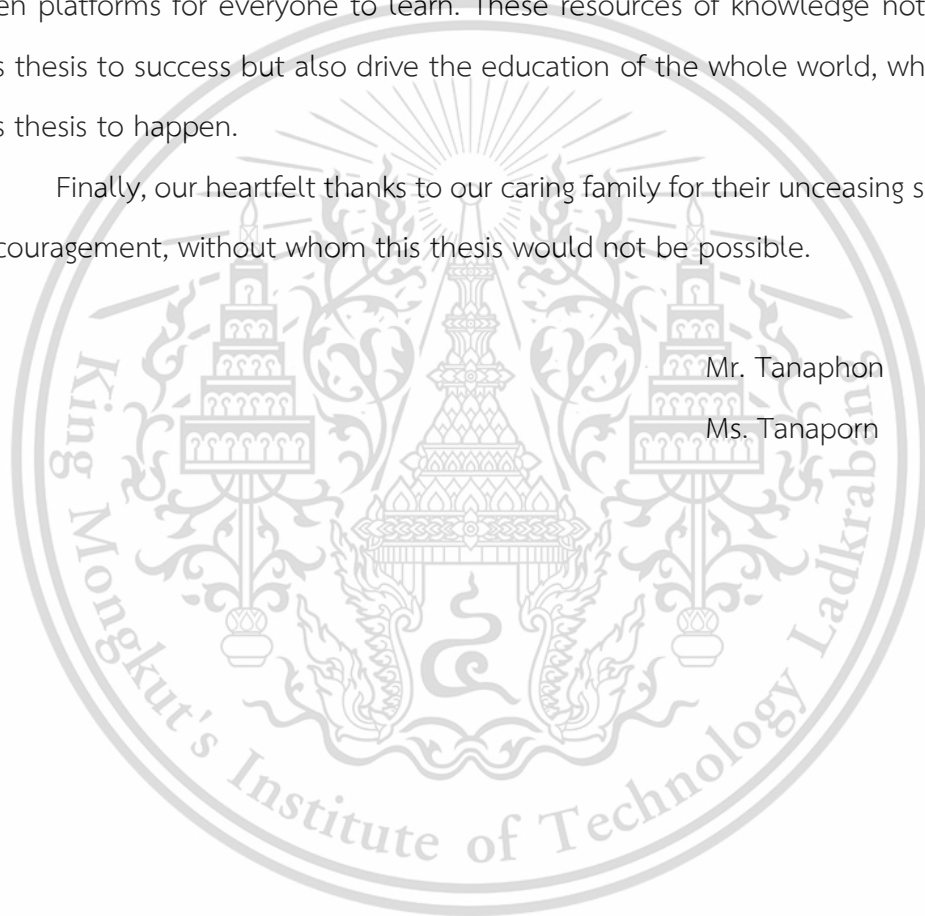 en platforms for everyone to learn. These resources of knowledge not
s thesis to success but also drive the education of the whole world, wh
s thesis to happen.
Finally, our heartfelt thanks to our caring family for their unceasing s
couragement, without whom this thesis would not be possible.
Mr. Tanaphon
Ms. Tanaporn
King Mongkut's Institute of Technology Ladkrabang